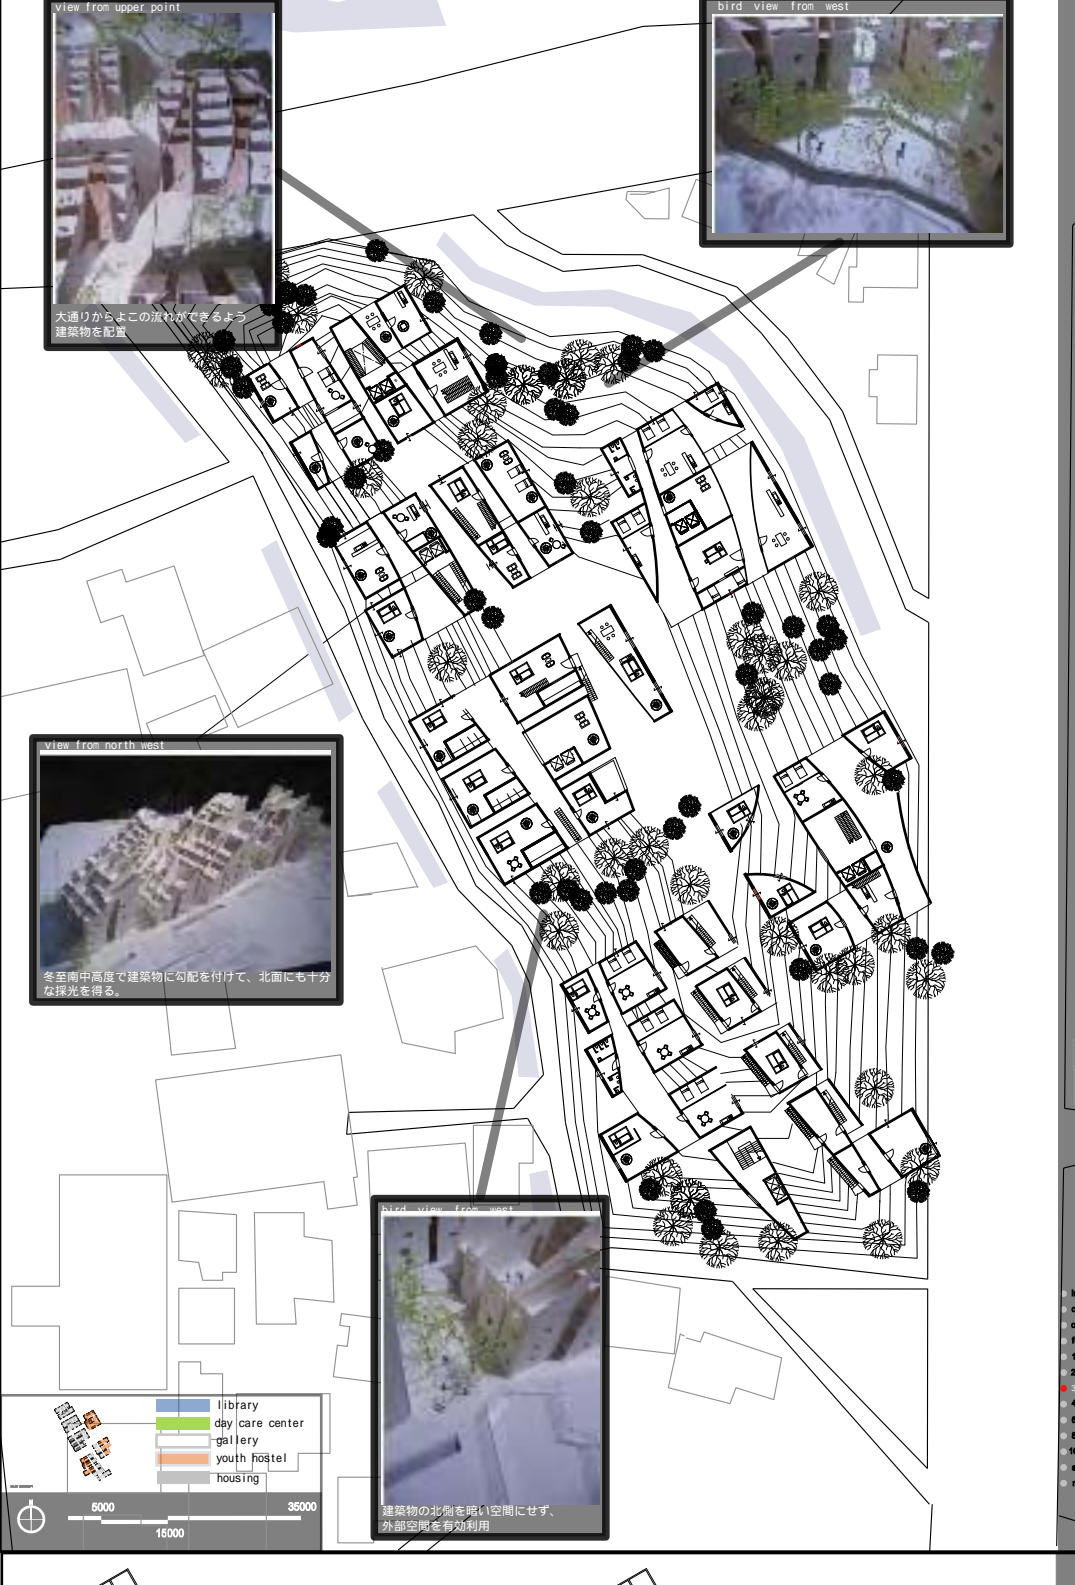 view from upper point
大通りからよこの流れができるよう
建築物を配置
bird view from west
view from north west
冬至南中高度で建築物に勾配を付けて、北面にも十分
な採光を得る。
bird view from west
建築物の北側を暗い空間にせず、
外部空間を有効利用
library
day care center
gallery
youth hostel
housing
5000
35000
15000